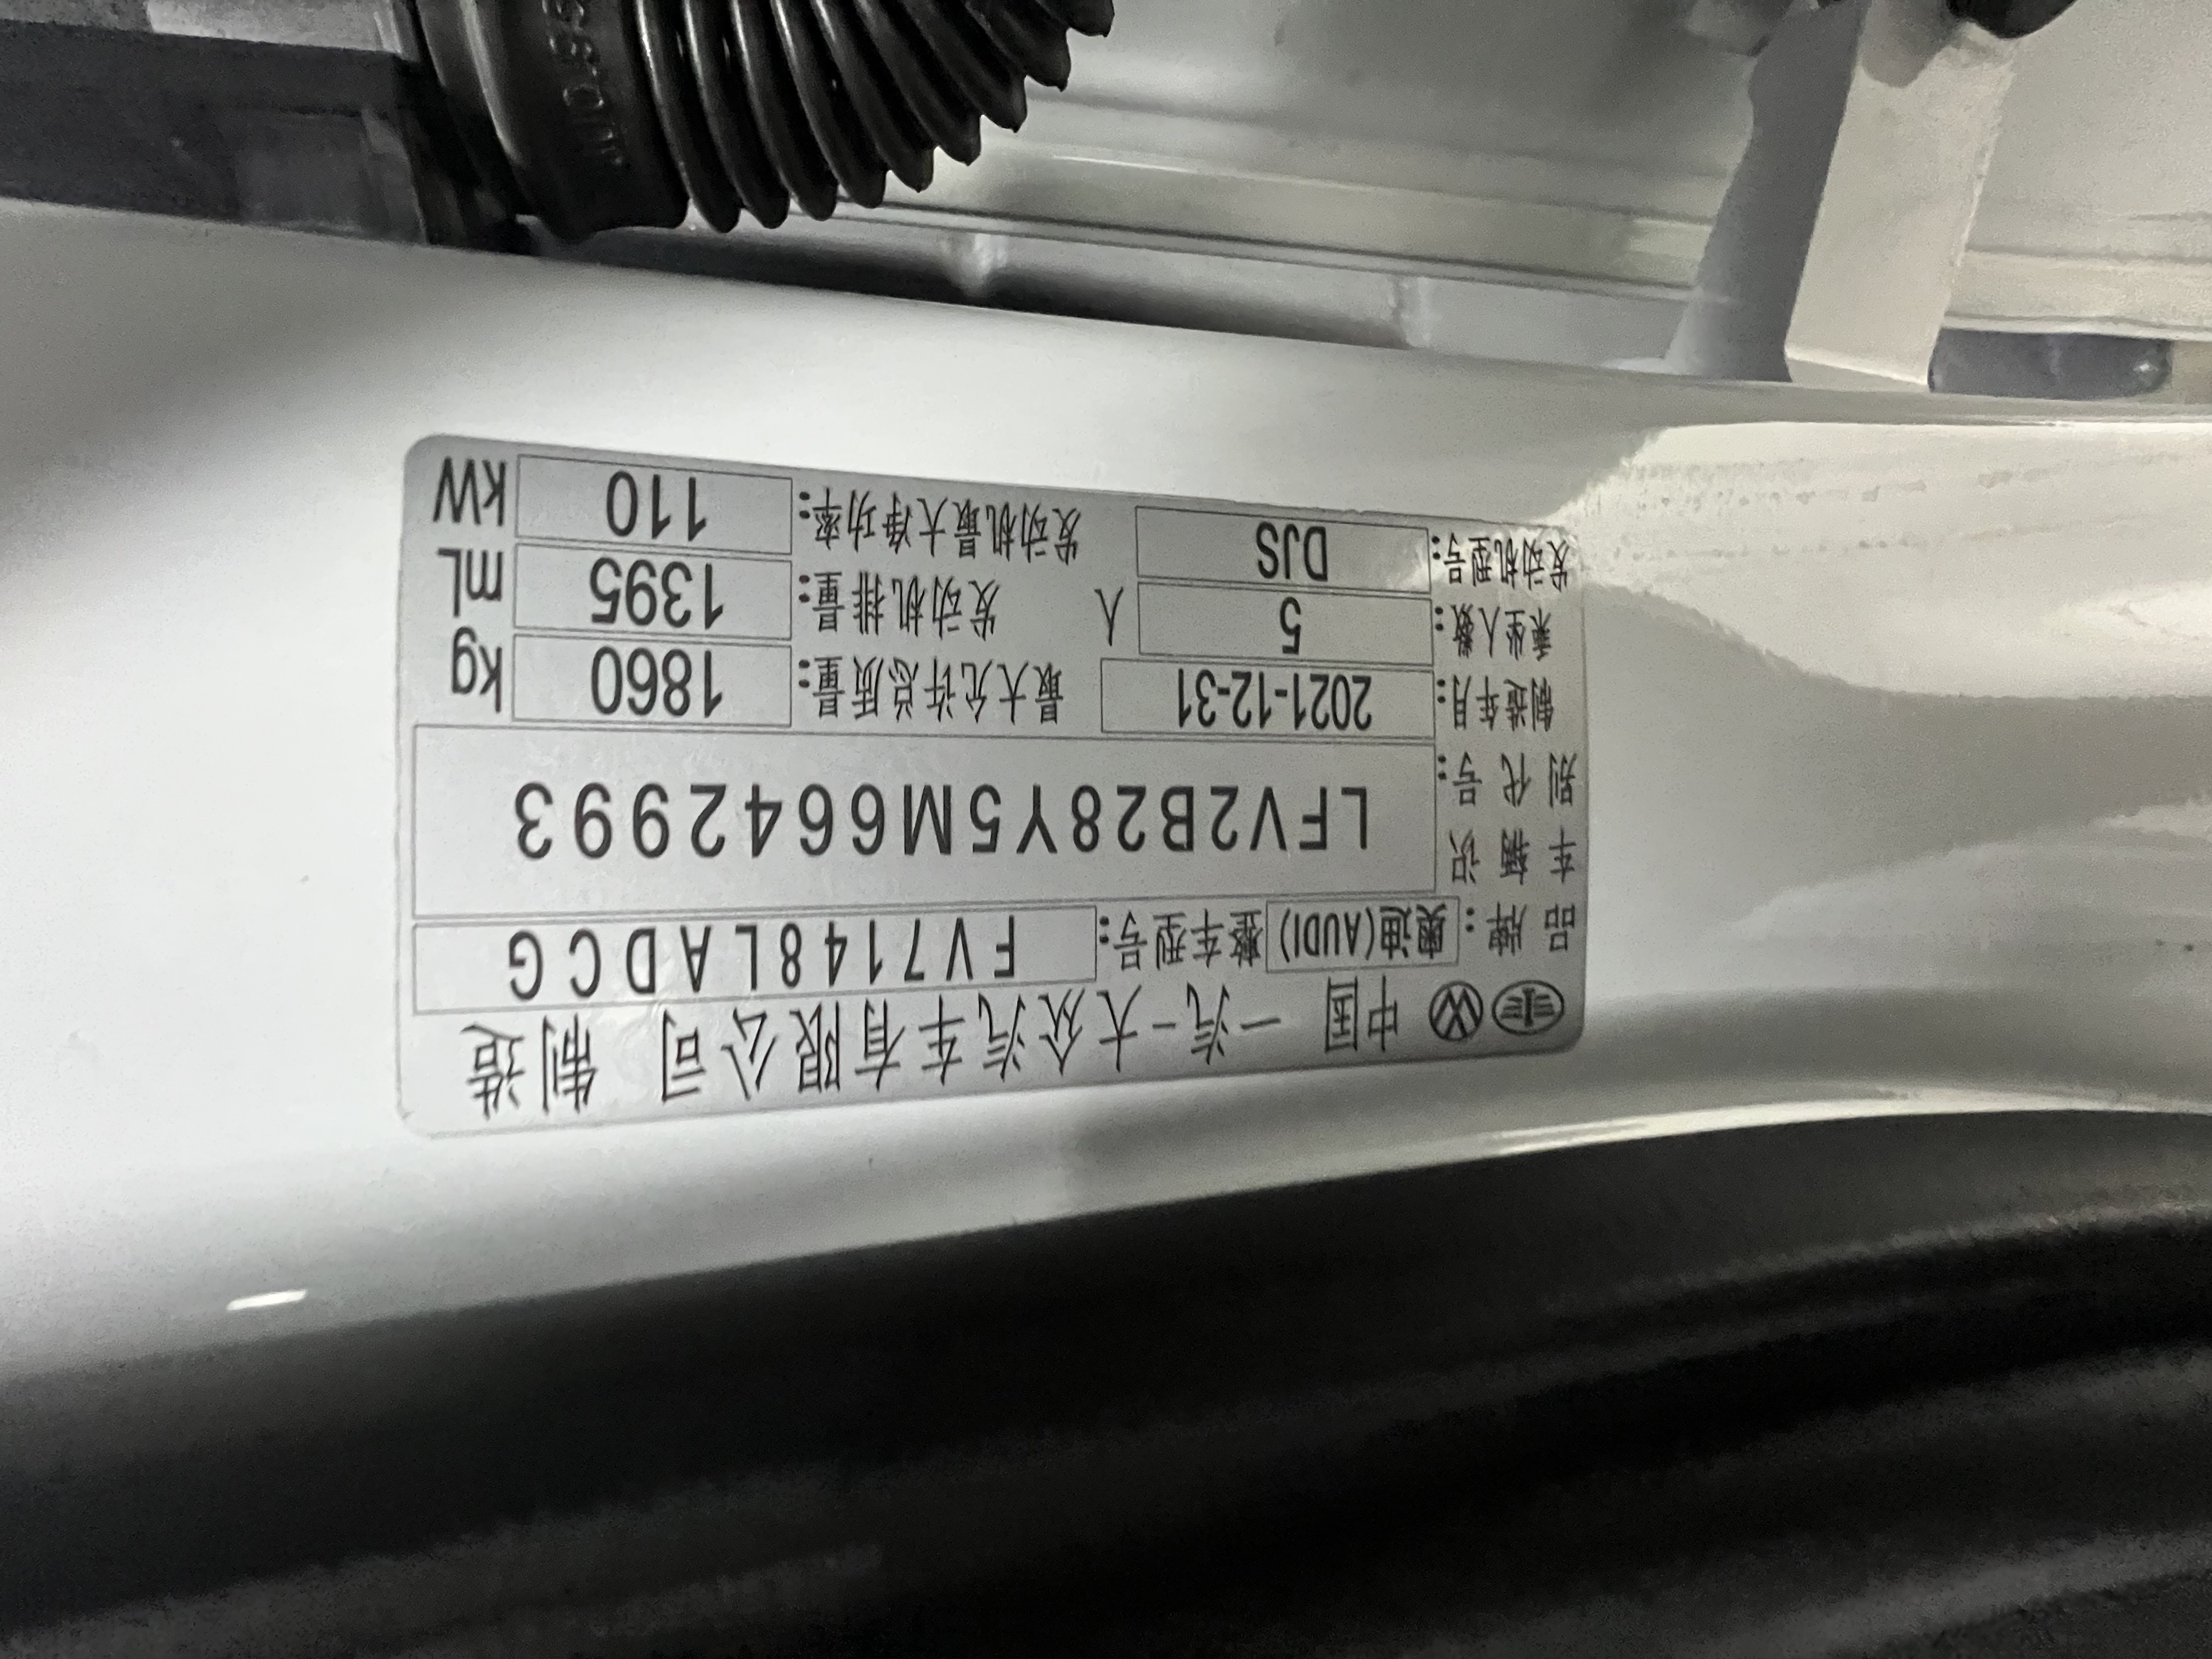 中国 一汽-大众汽车有限公司 制造
品牌: 奥迪(AUDI) 整车型号: FV7148LADCG
车辆识别代号: LFV2B28Y5M6642993
制造年月: 2021-12-31 最大允许总质量: 1860 kg
乘坐人数: 5 人 发动机排量: 1395 mL
发动机型号: DJS 发动机最大净功率: 110 kW